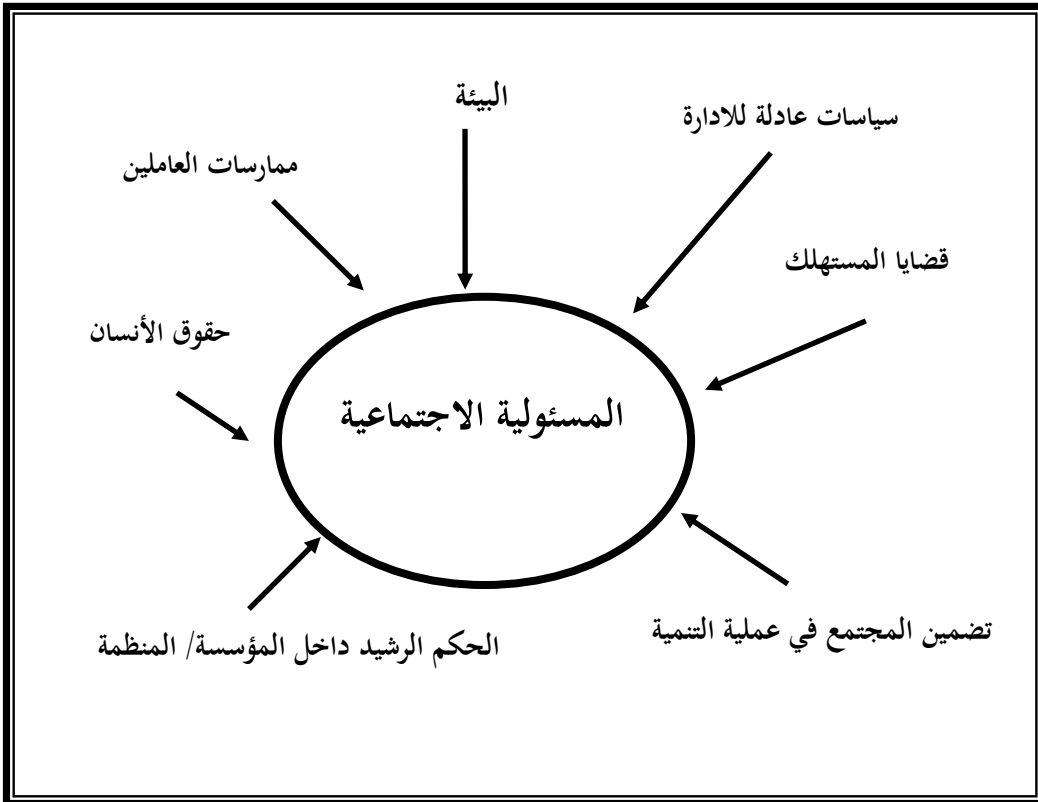 البيئة
سياسات عادلة للادارة
ممارسات العاملين
قضايا المستهلك
حقوق الأنسان
المسئولية الاجتماعية
تضمين المجتمع في عملية التنمية
الحكم الرشيد داخل المؤسسة/ المنظمة